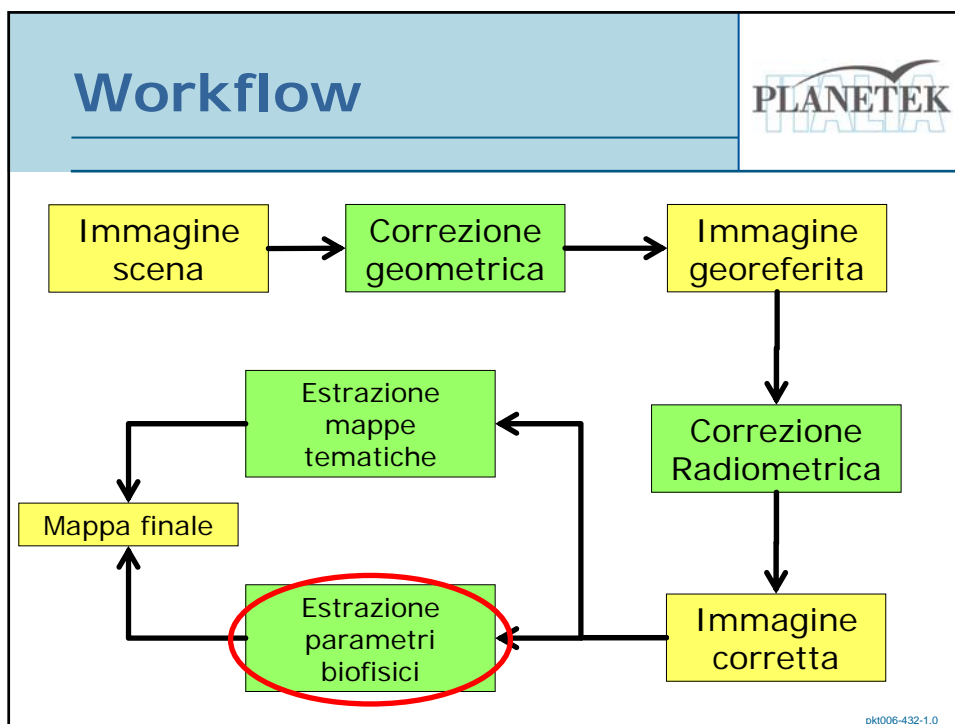 Workflow
PLANETEK
ITALIA
Immagine
scena
Correzione
geometrica
Immagine
georeferita
Estrazione
mappe
tematiche
Correzione
Radiometrica
Mappa finale
Estrazione
parametri
biofisici
Immagine
corretta
pkt006-432-1.0